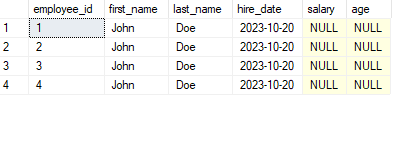 employee_id first_name last_name hire_date salary age
1 1 John Doe 2023-10-20 NULL NULL
2 2 John Doe 2023-10-20 NULL NULL
3 3 John Doe 2023-10-20 NULL NULL
4 4 John Doe 2023-10-20 NULL NULL